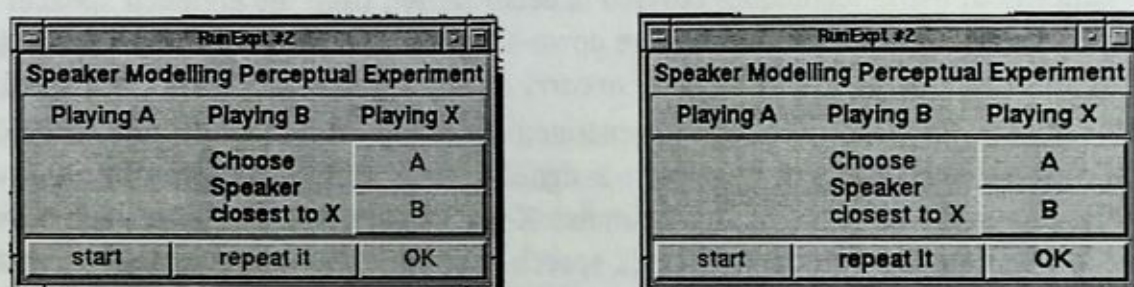 RunExpt #2
Speaker Modelling Perceptual Experiment
Playing A Playing B Playing X
Choose
Speaker
closest to X
A
B
start repeat it OK
RunExpt #2
Speaker Modelling Perceptual Experiment
Playing A Playing B Playing X
Choose
Speaker
closest to X
A
B
start repeat it OK